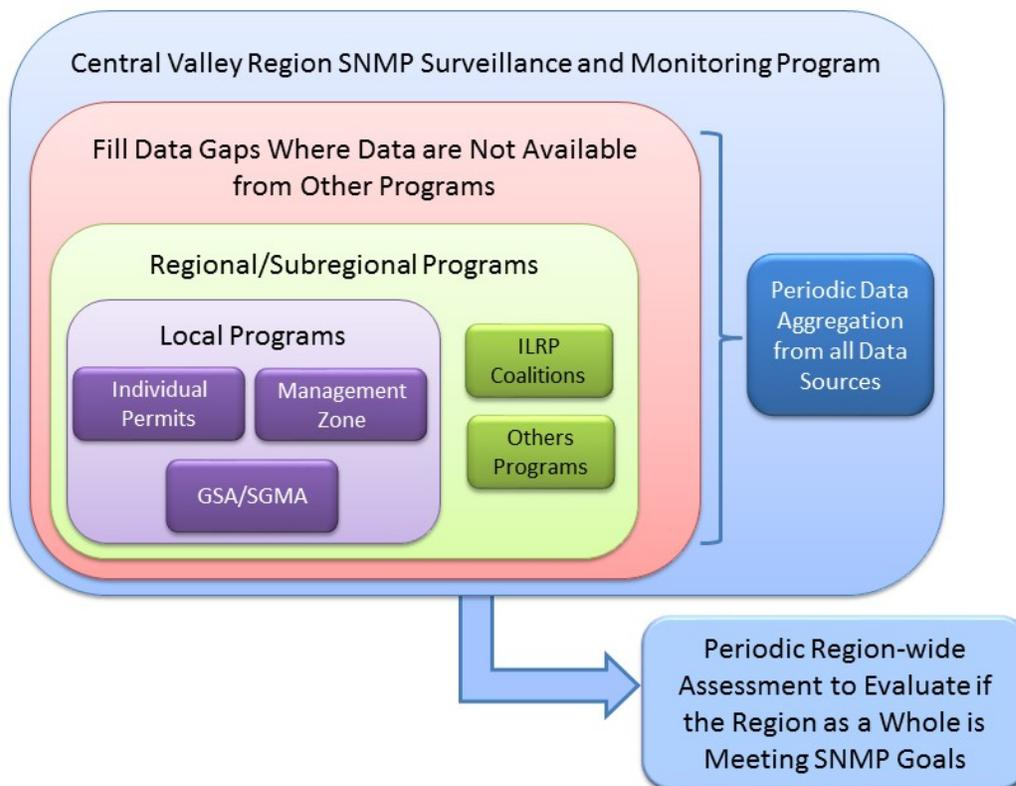 Central Valley Region SNMP Surveillance and Monitoring Program
Fill Data Gaps Where Data are Not Available
from Other Programs
Regional/Subregional Programs
Local Programs
Individual
Permits
Management
Zone
GSA/SGMA
ILRP
Coalitions
Others
Programs
Periodic Data
Aggregation
from all Data
Sources
Periodic Region-wide
Assessment to Evaluate if
the Region as a Whole is
Meeting SNMP Goals